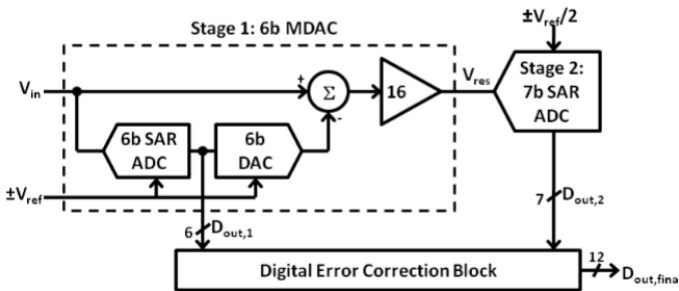 Stage 1: 6b MDAC
±Vref/2
Vin
+
Σ
-
16
Vres
Stage 2:
7b SAR
ADC
6b SAR
ADC
6b
DAC
±Vref
6
Dout,1
7
Dout,2
Digital Error Correction Block
12
Dout,final